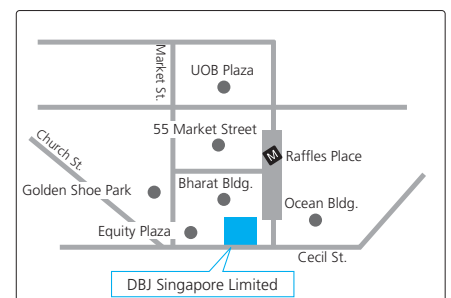 Market St.
UOB Plaza
55 Market Street
Church St.
M
Raffles Place
Golden Shoe Park
Bharat Bldg.
Ocean Bldg.
Equity Plaza
Cecil St.
DBJ Singapore Limited